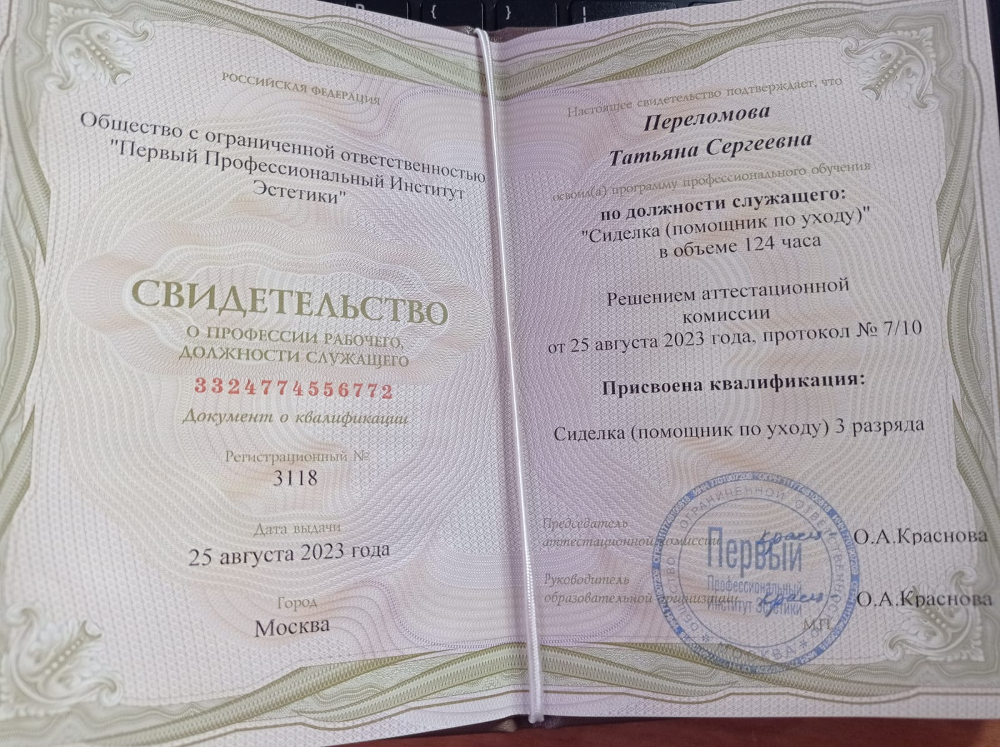 РОССИЙСКАЯ ФЕДЕРАЦИЯ
Общество с ограниченной ответственностью
"Первый Профессиональный Институт
Эстетики"
СВИДЕТЕЛЬСТВО
О ПРОФЕССИИ РАБОЧЕГО,
ДОЛЖНОСТИ СЛУЖАЩЕГО
3324774556772
Документ о квалификации
Регистрационный №
3118
Дата выдачи
25 августа 2023 года
Город
Москва
Настоящее свидетельство подтверждает, что
Переломова
Татьяна Сергеевна
освоил(а) программу профессионального обучения
по должности служащего:
"Сиделка (помощник по уходу)"
в объеме 124 часа
Решением аттестационной
комиссии
от 25 августа 2023 года, протокол № 7/10
Присвоена квалификация:
Сиделка (помощник по уходу) 3 разряда
Председатель
аттестационной комиссии
О.А.Краснова
Руководитель
образовательной организации
О.А.Краснова
М.П.
Первый
Профессиональный
Институт Эстетики
ОБЩЕСТВО С ОГРАНИЧЕННОЙ ОТВЕТСТВЕННОСТЬЮ
* МОСКВА *
{
}